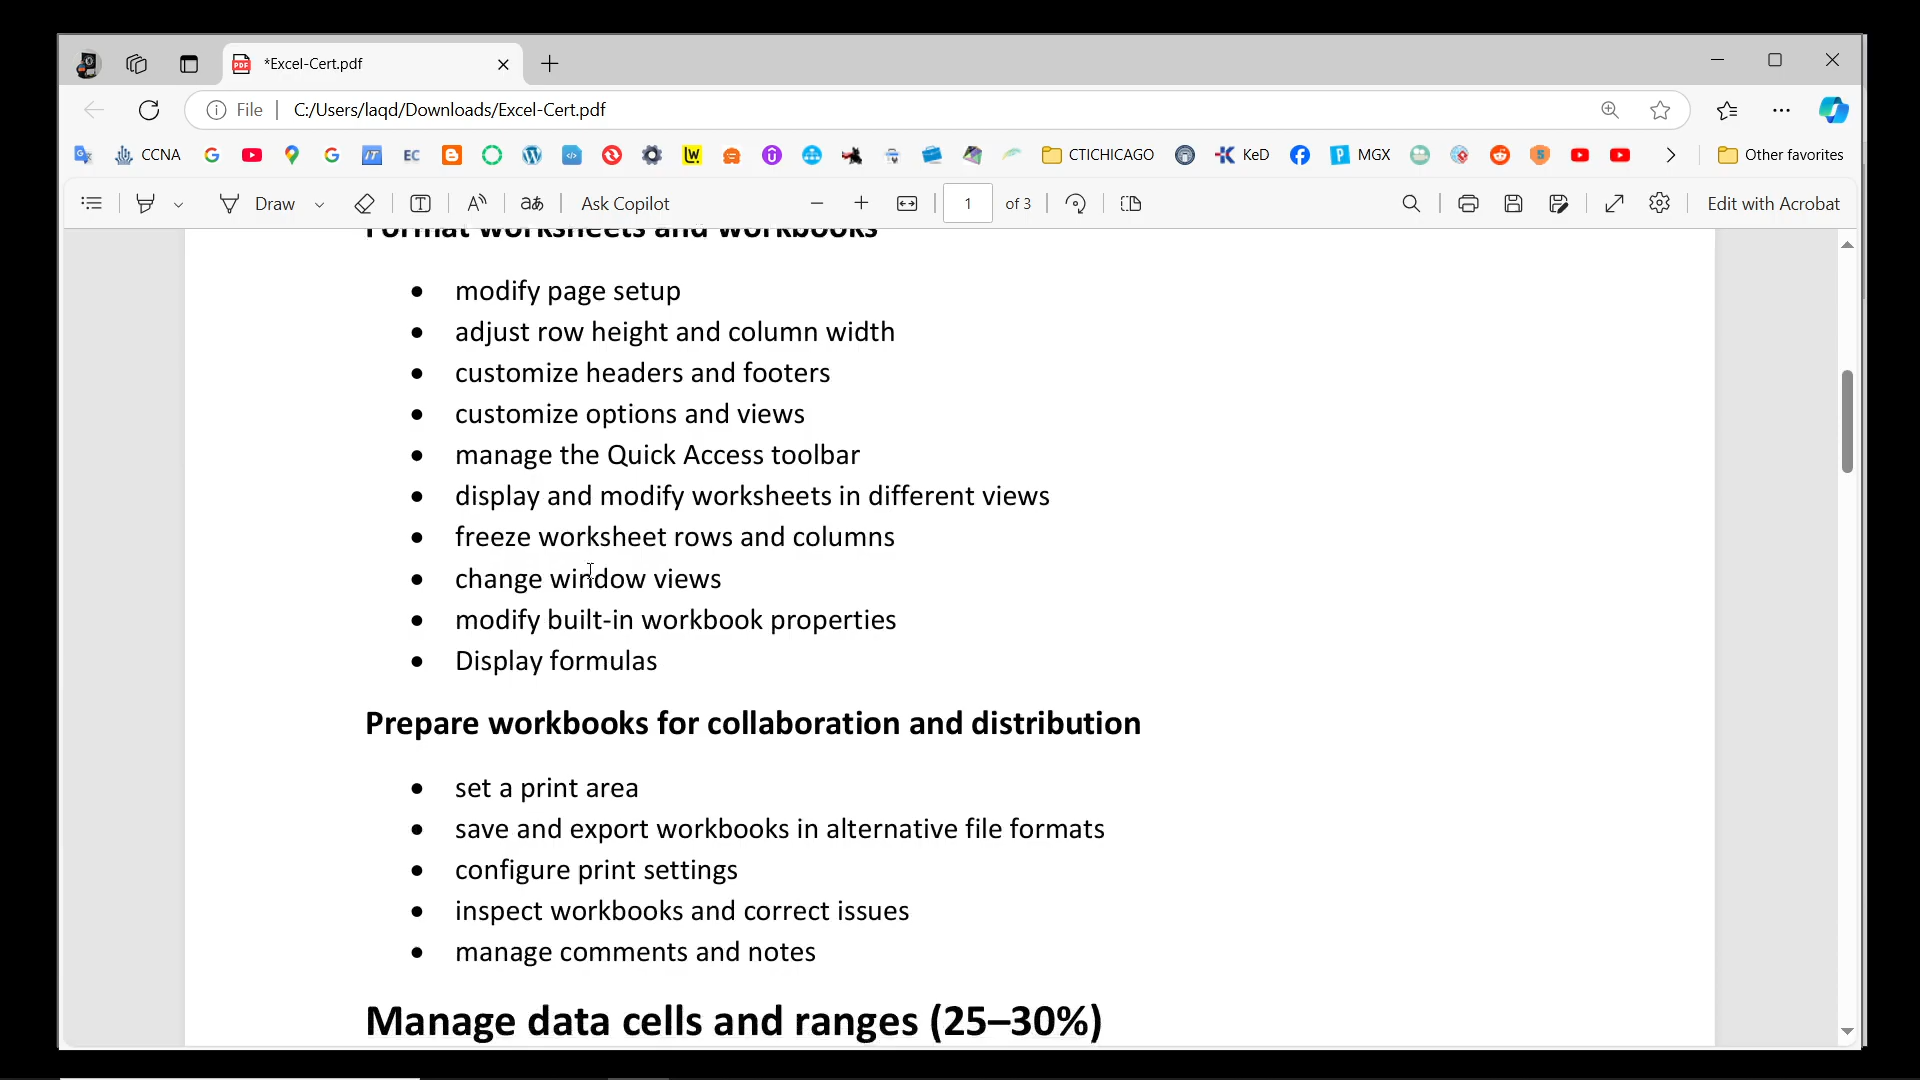 *Excel-Cert.pdf
File
C:/Users/laqd/Downloads/Excel-Cert.pdf
CCNA
EC
CTICHICAGO
KeD
MGX
Other favorites
Draw
Ask Copilot
1 of 3
Edit with Acrobat
Format worksheets and workbooks
• modify page setup
• adjust row height and column width
• customize headers and footers
• customize options and views
• manage the Quick Access toolbar
• display and modify worksheets in different views
• freeze worksheet rows and columns
• change window views
• modify built-in workbook properties
• Display formulas
Prepare workbooks for collaboration and distribution
• set a print area
• save and export workbooks in alternative file formats
• configure print settings
• inspect workbooks and correct issues
• manage comments and notes
Manage data cells and ranges (25–30%)